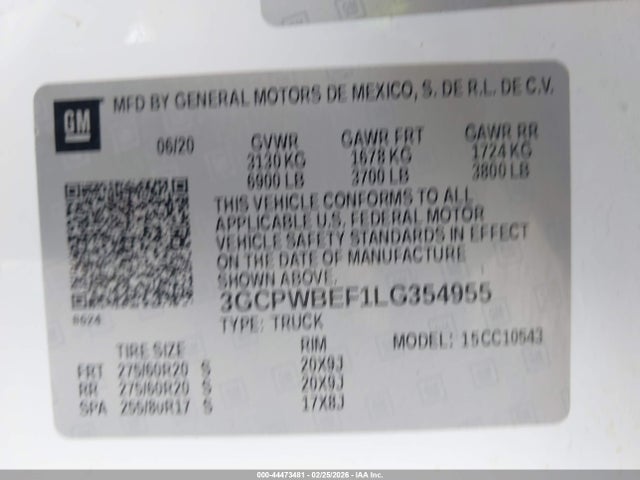 GM
MFD BY GENERAL MOTORS DE MEXICO, S. DE R.L. DE C.V.
06/20 GVWR GAWR FRT GAWR RR
3130 KG 1678 KG 1724 KG
6900 LB 3700 LB 3800 LB
THIS VEHICLE CONFORMS TO ALL
APPLICABLE U.S. FEDERAL MOTOR
VEHICLE SAFETY STANDARDS IN EFFECT
ON THE DATE OF MANUFACTURE
SHOWN ABOVE.
3GCPWBEF1LG354955
TYPE: TRUCK
MODEL: 15CC10543
TIRE SIZE RIM
FRT 275/60R20 S 20X9J
RR 275/60R20 S 20X9J
SPA 255/80R17 S 17X8J
000-44473481 - 02/25/2026 - IAA Inc.